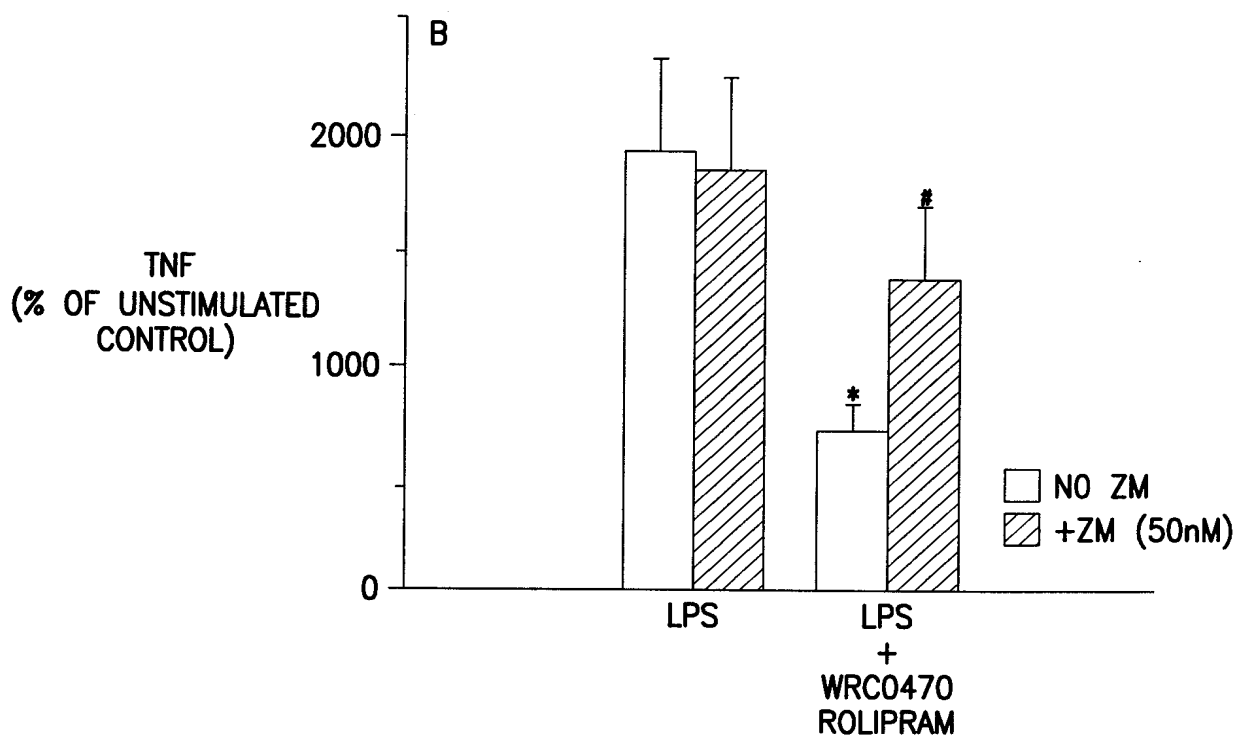 B
2000
1000
0
TNF
(% OF UNSTIMULATED
CONTROL)
*
#
NO ZM
+ZM (50nM)
LPS
LPS
+
WRC0470
ROLIPRAM